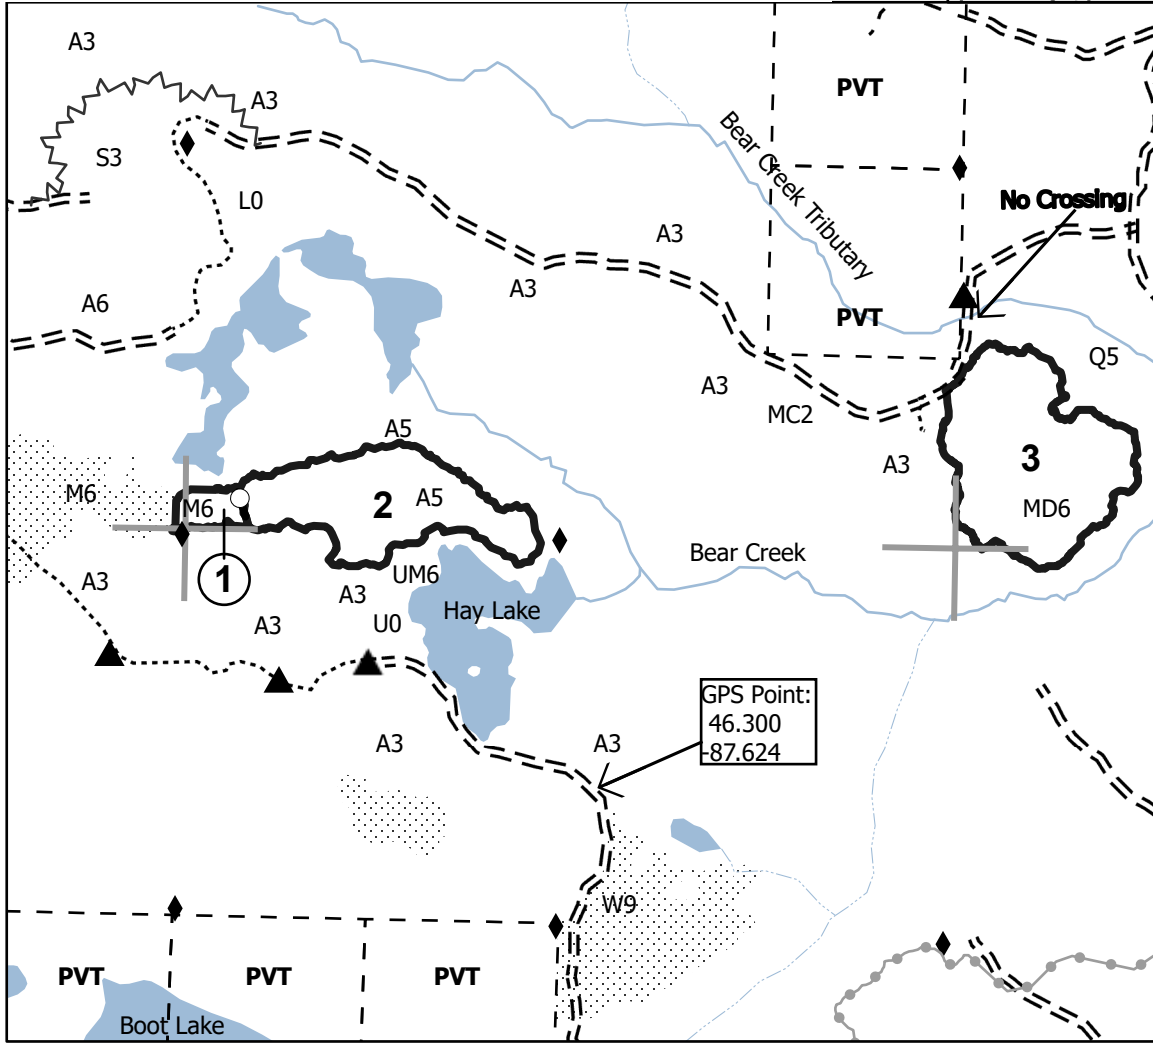 A3
PVT
A3
Bear Creek Tributary
S3
L0
No Crossing
A3
A3
A6
PVT
Q5
A3
MC2
A5
3
A3
M6
M6
2
A5
MD6
Bear Creek
1
A3
A3
UM6
Hay Lake
A3
U0
GPS Point:
46.300
-87.624
A3
A3
W9
PVT
PVT
PVT
Boot Lake